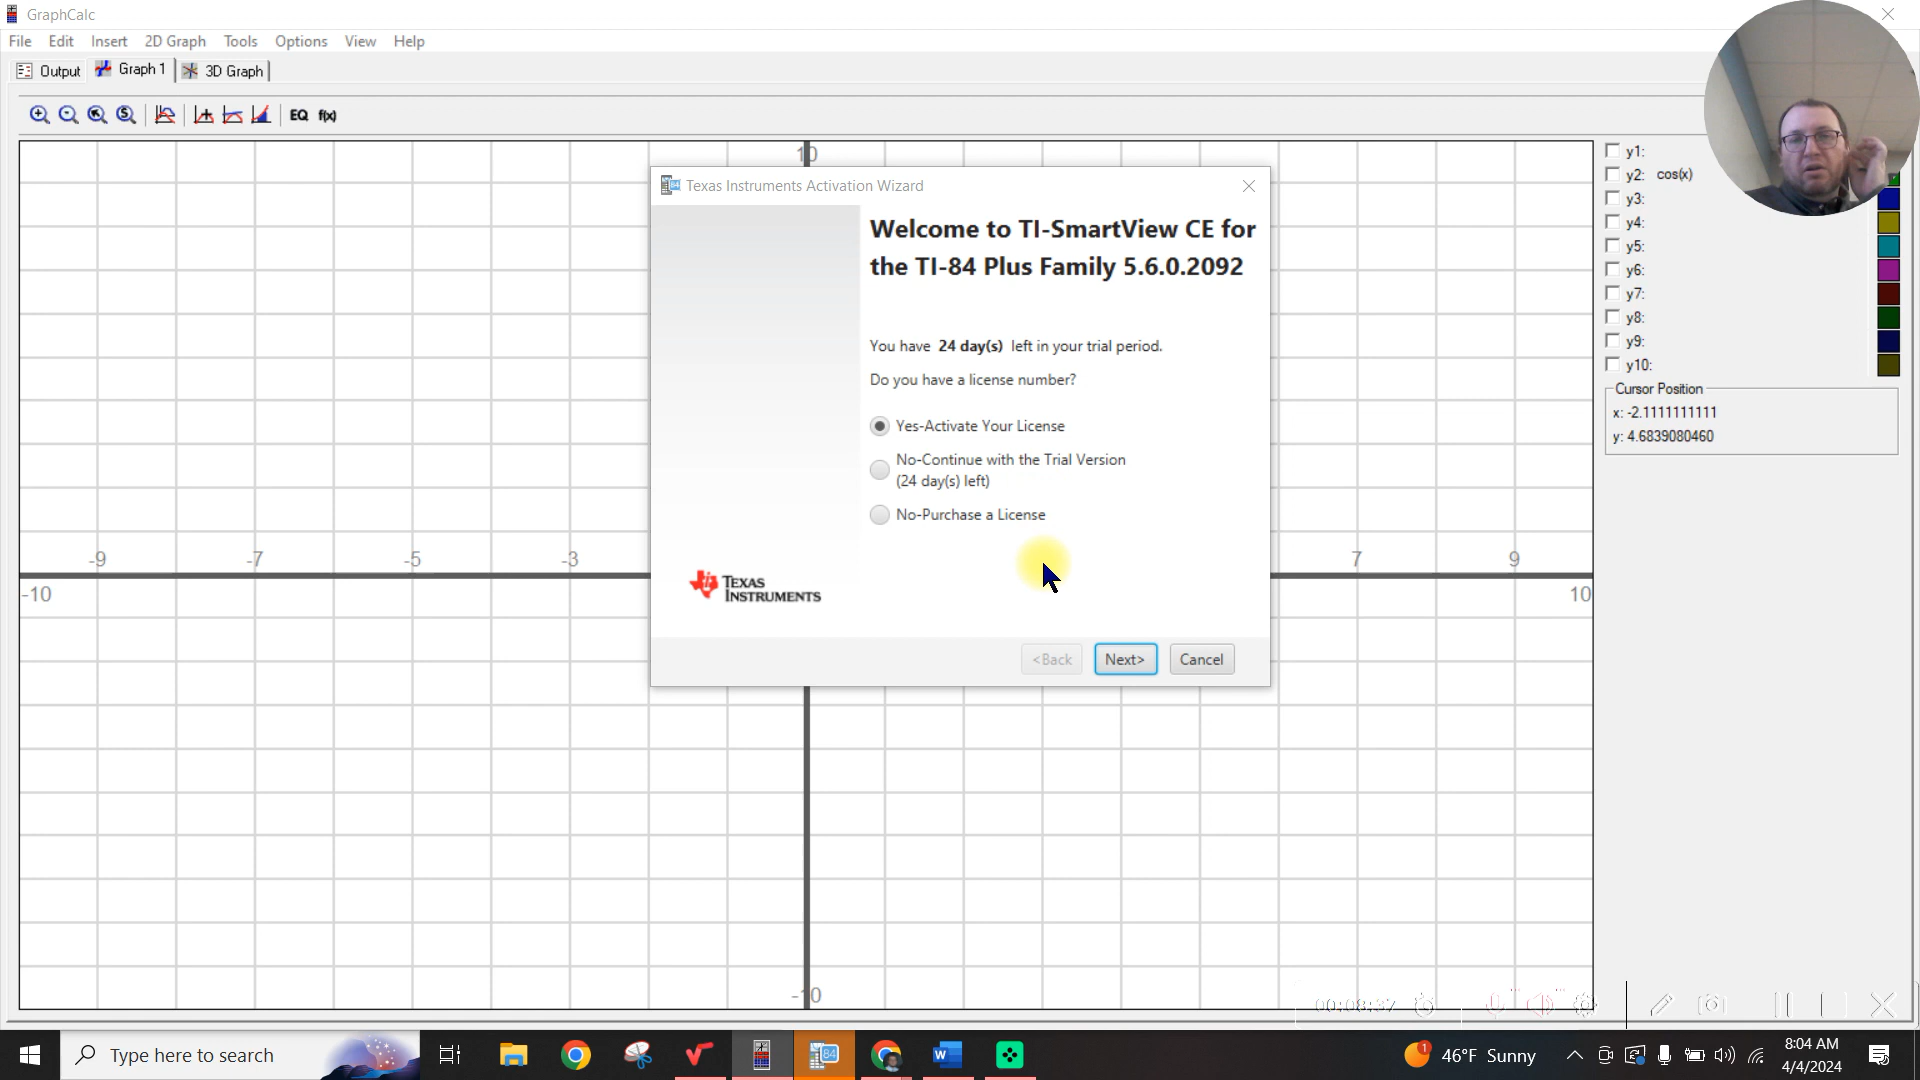 GraphCalc
File Edit Insert 2D Graph Tools Options View Help
Output Graph 1 3D Graph
EQ f(x)
10
-9 -7 -5 -3 7 9
-10 10
-10
Texas Instruments Activation Wizard
Welcome to TI-SmartView CE for
the TI-84 Plus Family 5.6.0.2092
You have 24 day(s) left in your trial period.
Do you have a license number?
Yes-Activate Your License
No-Continue with the Trial Version
(24 day(s) left)
No-Purchase a License
TEXAS
INSTRUMENTS
<Back Next> Cancel
y1:
y2: cos(x)
y3:
y4:
y5:
y6:
y7:
y8:
y9:
y10:
Cursor Position
x: -2.1111111111
y: 4.6839080460
00:08:37
Type here to search
84
1
46°F Sunny
8:04 AM
4/4/2024